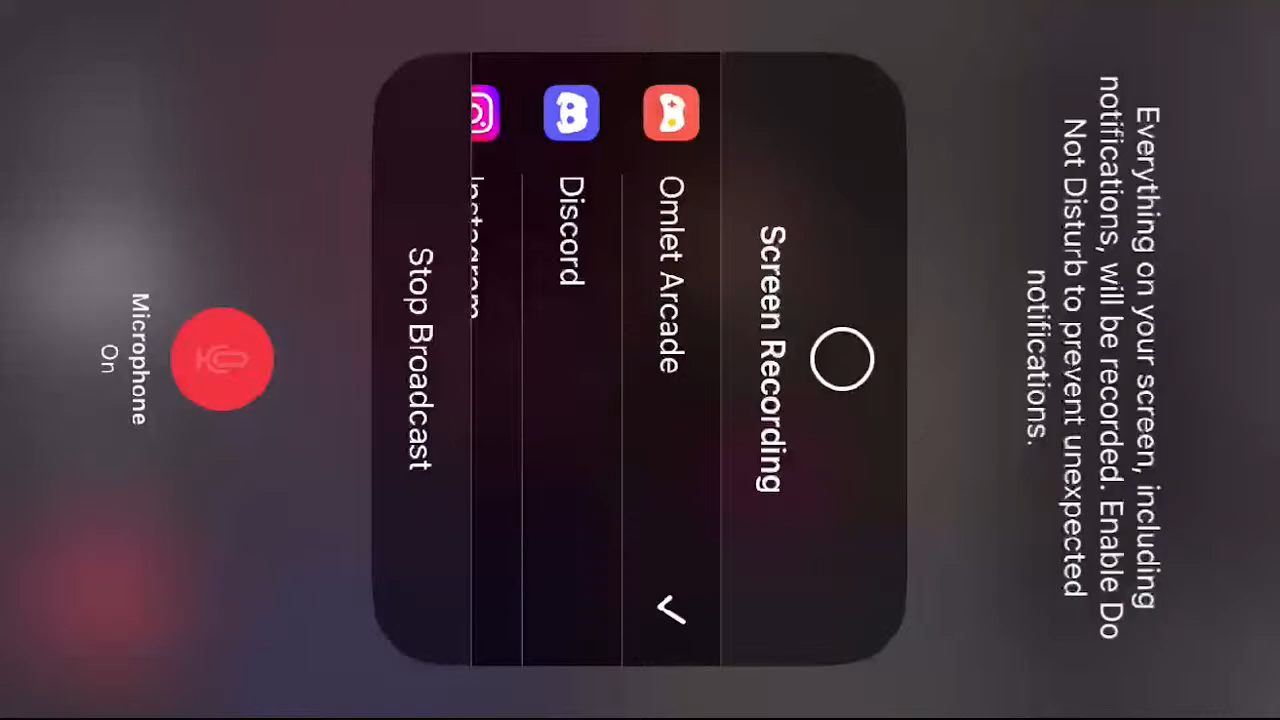 Everything on your screen, including
notifications, will be recorded. Enable Do
Not Disturb to prevent unexpected
notifications.
Screen Recording
Omlet Arcade
Discord
Instagram
Stop Broadcast
Microphone
On